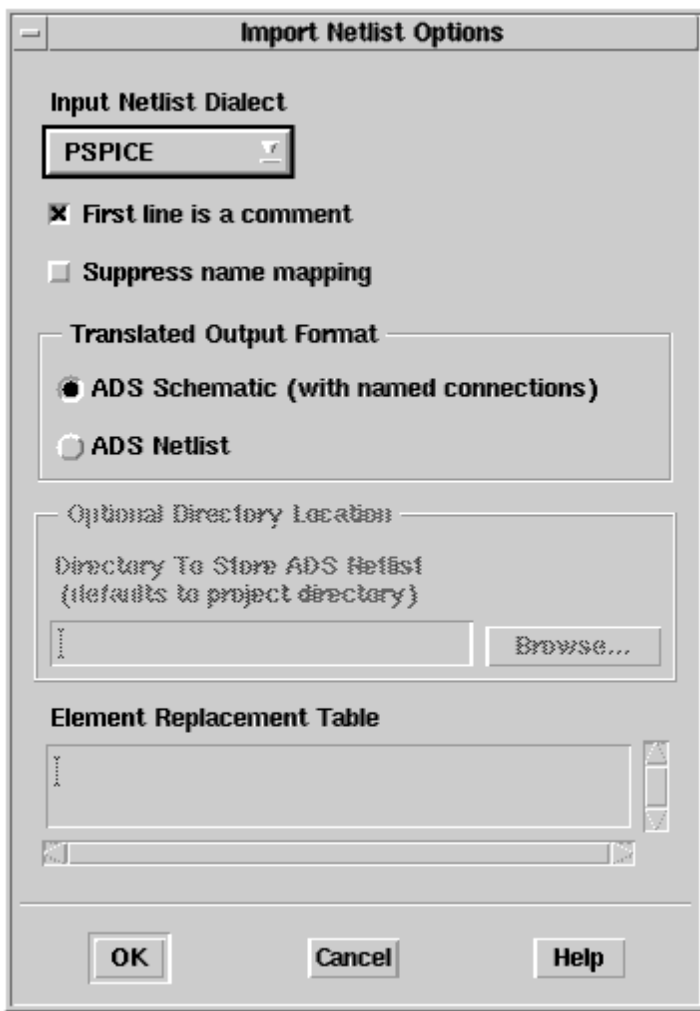 Import Netlist Options
Input Netlist Dialect
PSPICE
First line is a comment
Suppress name mapping
Translated Output Format
ADS Schematic (with named connections)
ADS Netlist
Optional Directory Location
Directory To Store ADS Netlist
(defaults to project directory)
Browse...
Element Replacement Table
OK Cancel Help